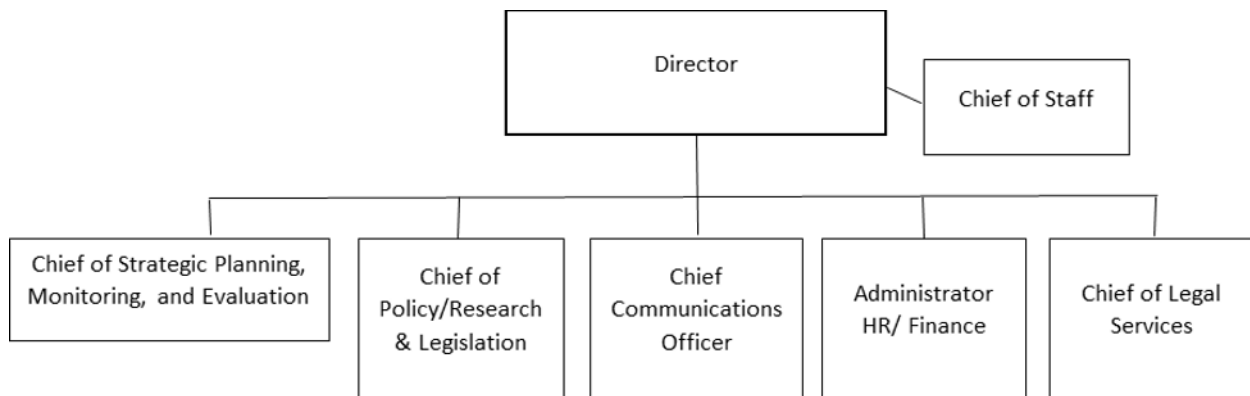 Director
Chief of Staff
Chief of Strategic Planning,
Monitoring, and Evaluation
Chief of
Policy/Research
& Legislation
Chief
Communications
Officer
Administrator
HR/ Finance
Chief of Legal
Services